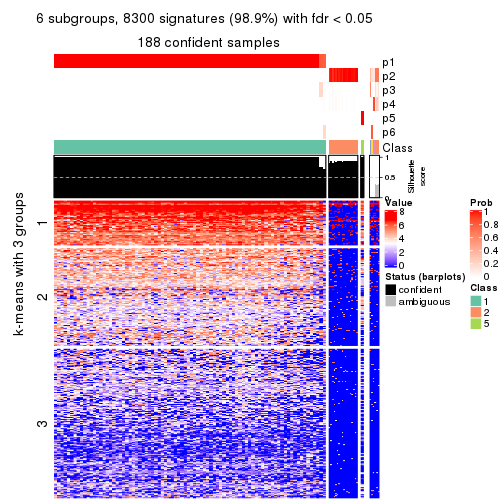 6 subgroups, 8300 signatures (98.9%) with fdr < 0.05
188 confident samples
p1
p2
p3
p4
p5
p6
Class
1
0.5
0
Silhouette
score
k-means with 3 groups
1
2
3
Value
8
6
4
2
0
Status (barplots)
confident
ambiguous
Prob
1
0.8
0.6
0.4
0.2
0
Class
1
2
5